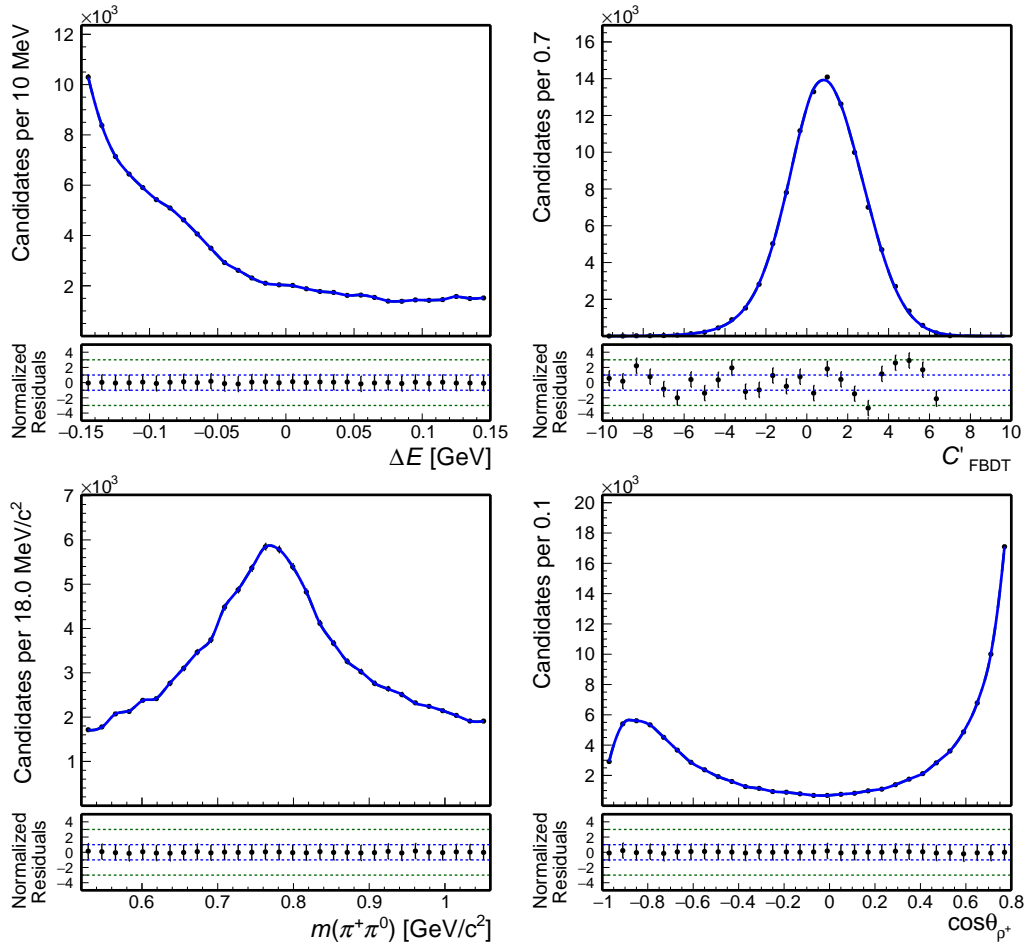 ×10³
Candidates per 10 MeV
12
10
8
6
4
2
Normalized
Residuals
4
2
0
−2
−4
−0.15 −0.1 −0.05 0 0.05 0.1 0.15
ΔE [GeV]
×10³
Candidates per 0.7
16
14
12
10
8
6
4
2
Normalized
Residuals
4
2
0
−2
−4
−10 −8 −6 −4 −2 0 2 4 6 8 10
C'FBDT
×10³
Candidates per 18.0 MeV/c²
7
6
5
4
3
2
1
Normalized
Residuals
4
2
0
−2
−4
0.6 0.7 0.8 0.9 1
m(π⁺π⁰) [GeV/c²]
×10³
Candidates per 0.1
20
18
16
14
12
10
8
6
4
2
Normalized
Residuals
4
2
0
−2
−4
−1 −0.8 −0.6 −0.4 −0.2 0 0.2 0.4 0.6 0.8
cosθρ⁺